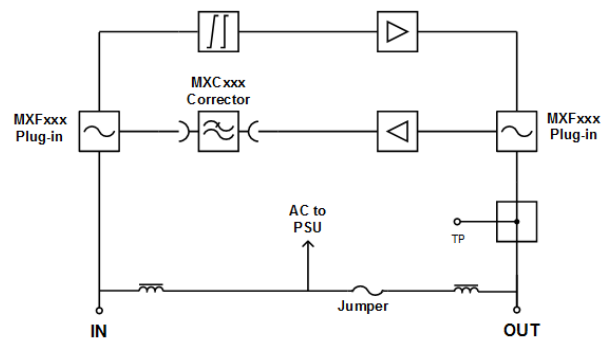 MXCxxx
Corrector
MXFxxx
Plug-in
MXFxxx
Plug-in
AC to
PSU
TP
Jumper
IN
OUT